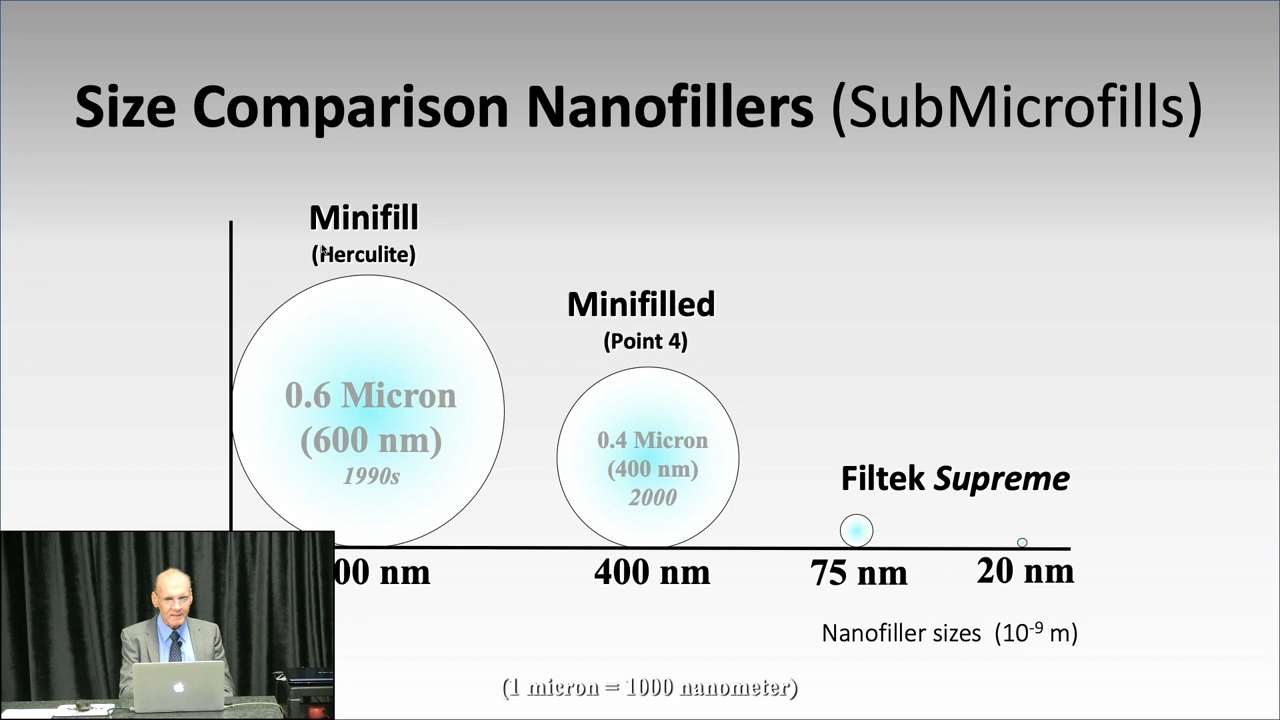 Size Comparison Nanofillers (SubMicrofills)
Minifill
(Herculite)
Minifilled
(Point 4)
0.6 Micron
(600 nm)
1990s
0.4 Micron
(400 nm)
2000
Filtek Supreme
00 nm
400 nm
75 nm
20 nm
Nanofiller sizes (10-9 m)
(1 micron = 1000 nanometer)